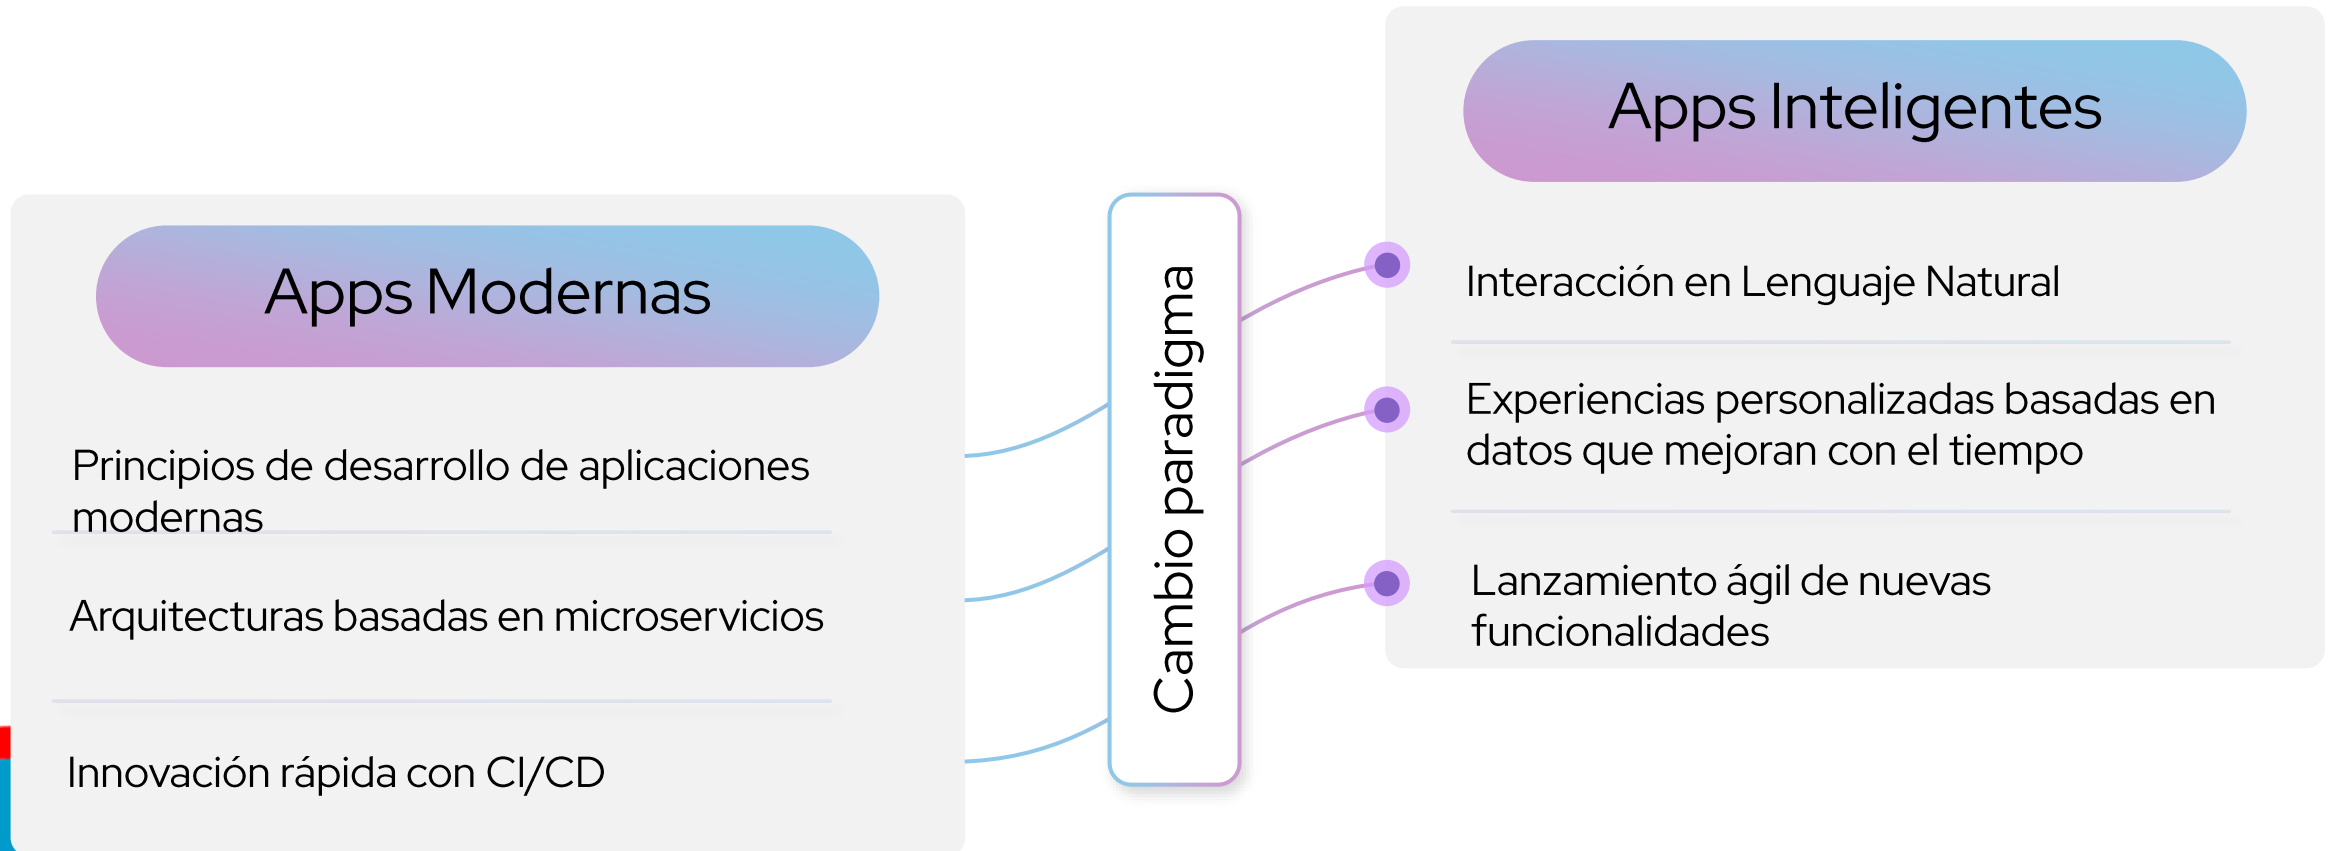 Apps Modernas
Principios de desarrollo de aplicaciones
modernas
Arquitecturas basadas en microservicios
Innovación rápida con CI/CD
Cambio paradigma
Apps Inteligentes
Interacción en Lenguaje Natural
Experiencias personalizadas basadas en
datos que mejoran con el tiempo
Lanzamiento ágil de nuevas
funcionalidades